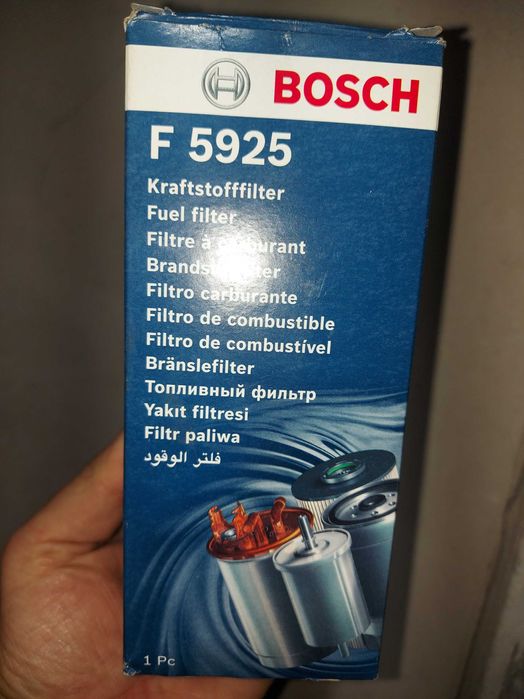 BOSCH
F 5925
Kraftstofffilter
Fuel filter
Filtre à carburant
Filtro carburante
Filtro de combustible
Filtro de combustível
Bränslefilter
Топливный фильтр
Yakıt filtresi
Filtr paliwa
فلتر الوقود
1 Pc